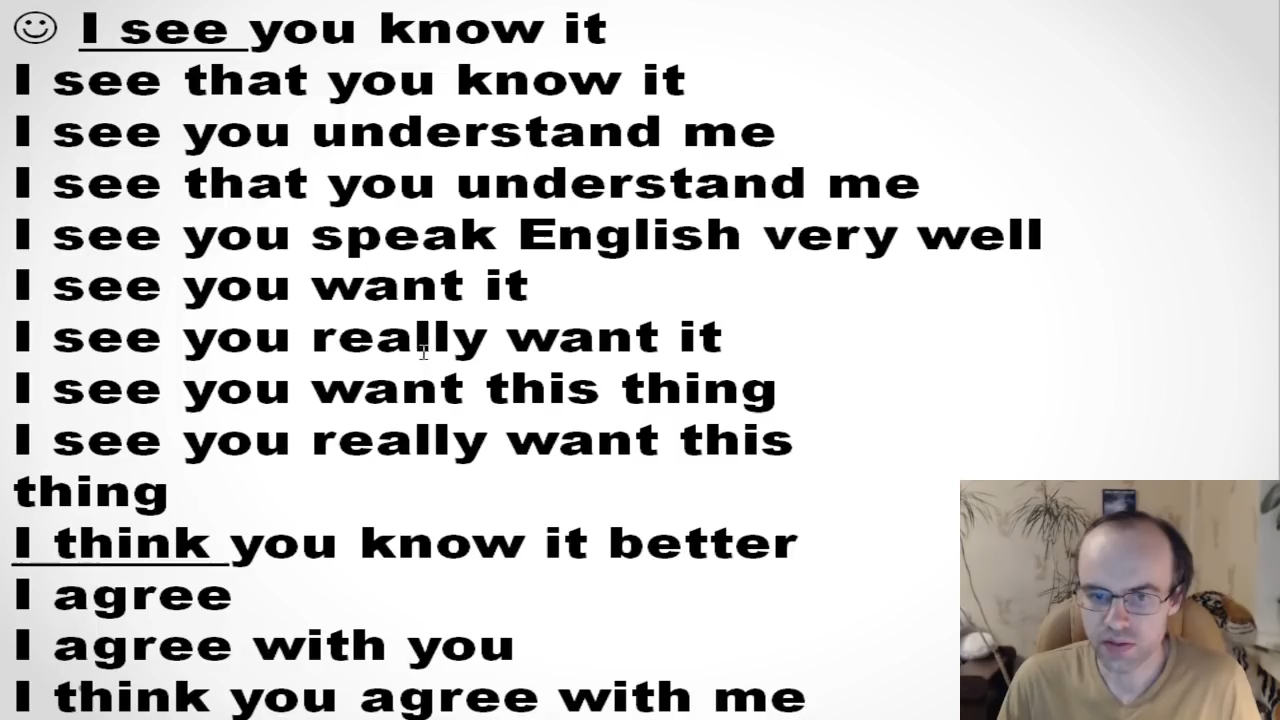 ☺ I see you know it
I see that you know it
I see you understand me
I see that you understand me
I see you speak English very well
I see you want it
I see you really want it
I see you want this thing
I see you really want this
thing
I think you know it better
I agree
I agree with you
I think you agree with me